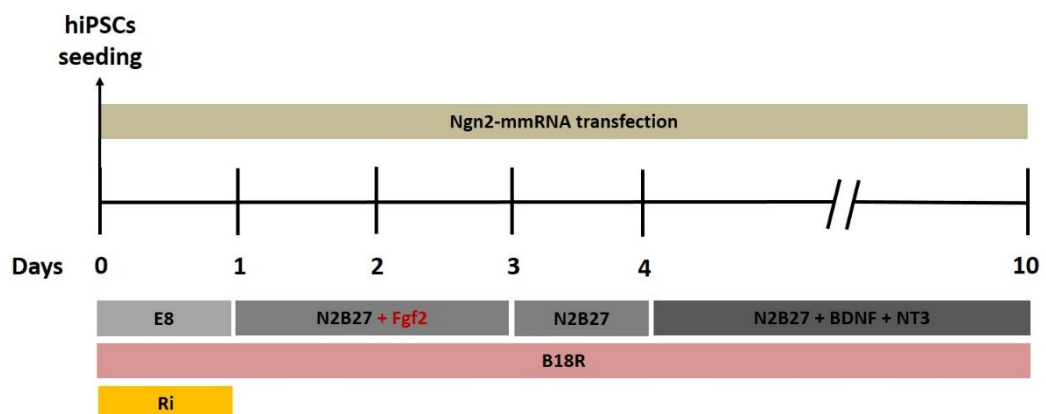 hiPSCs
seeding
Ngn2-mmRNA transfection
Days 0 1 2 3 4 10
E8 N2B27 + Fgf2 N2B27 N2B27 + BDNF + NT3
B18R
Ri